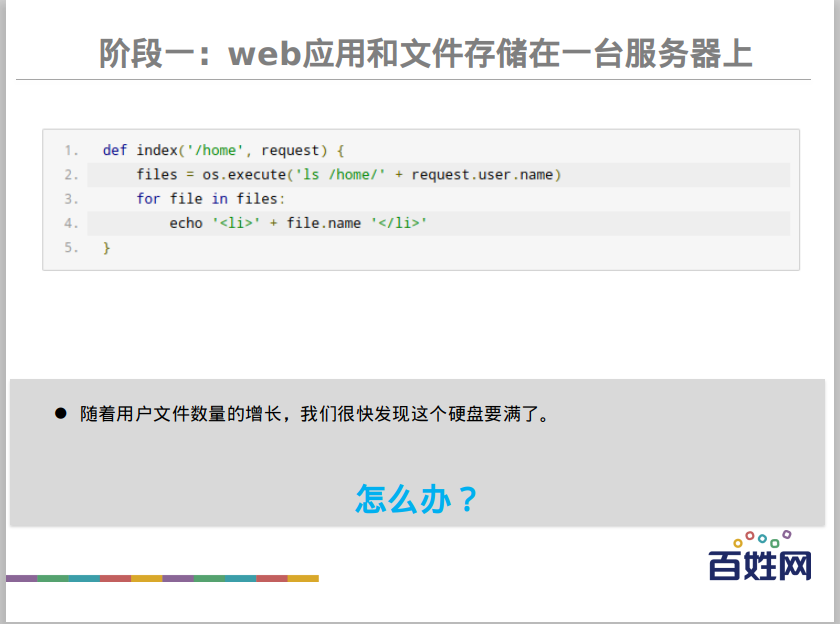 阶段一：web应用和文件存储在一台服务器上
1. def index('/home', request) {
2. files = os.execute('ls /home/' + request.user.name)
3. for file in files:
4. echo '<li>' + file.name '</li>'
5. }
● 随着用户文件数量的增长，我们很快发现这个硬盘要满了。
怎么办？
百姓网